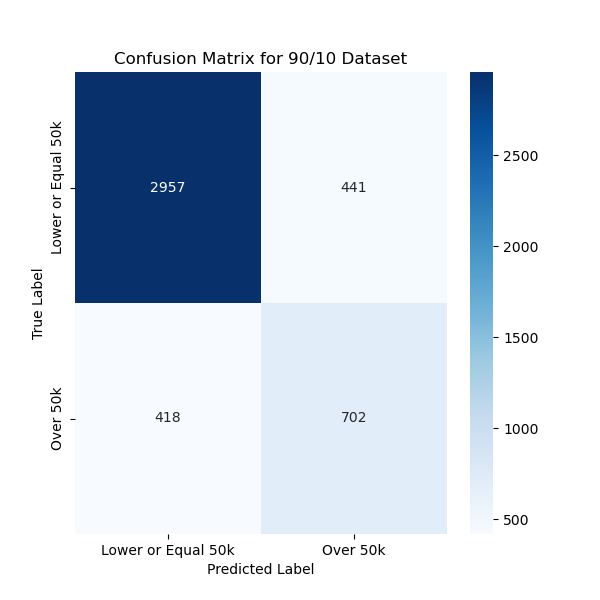 Confusion Matrix for 90/10 Dataset
True Label
Lower or Equal 50k
Over 50k
2957
441
418
702
Lower or Equal 50k
Over 50k
Predicted Label
2500
2000
1500
1000
500